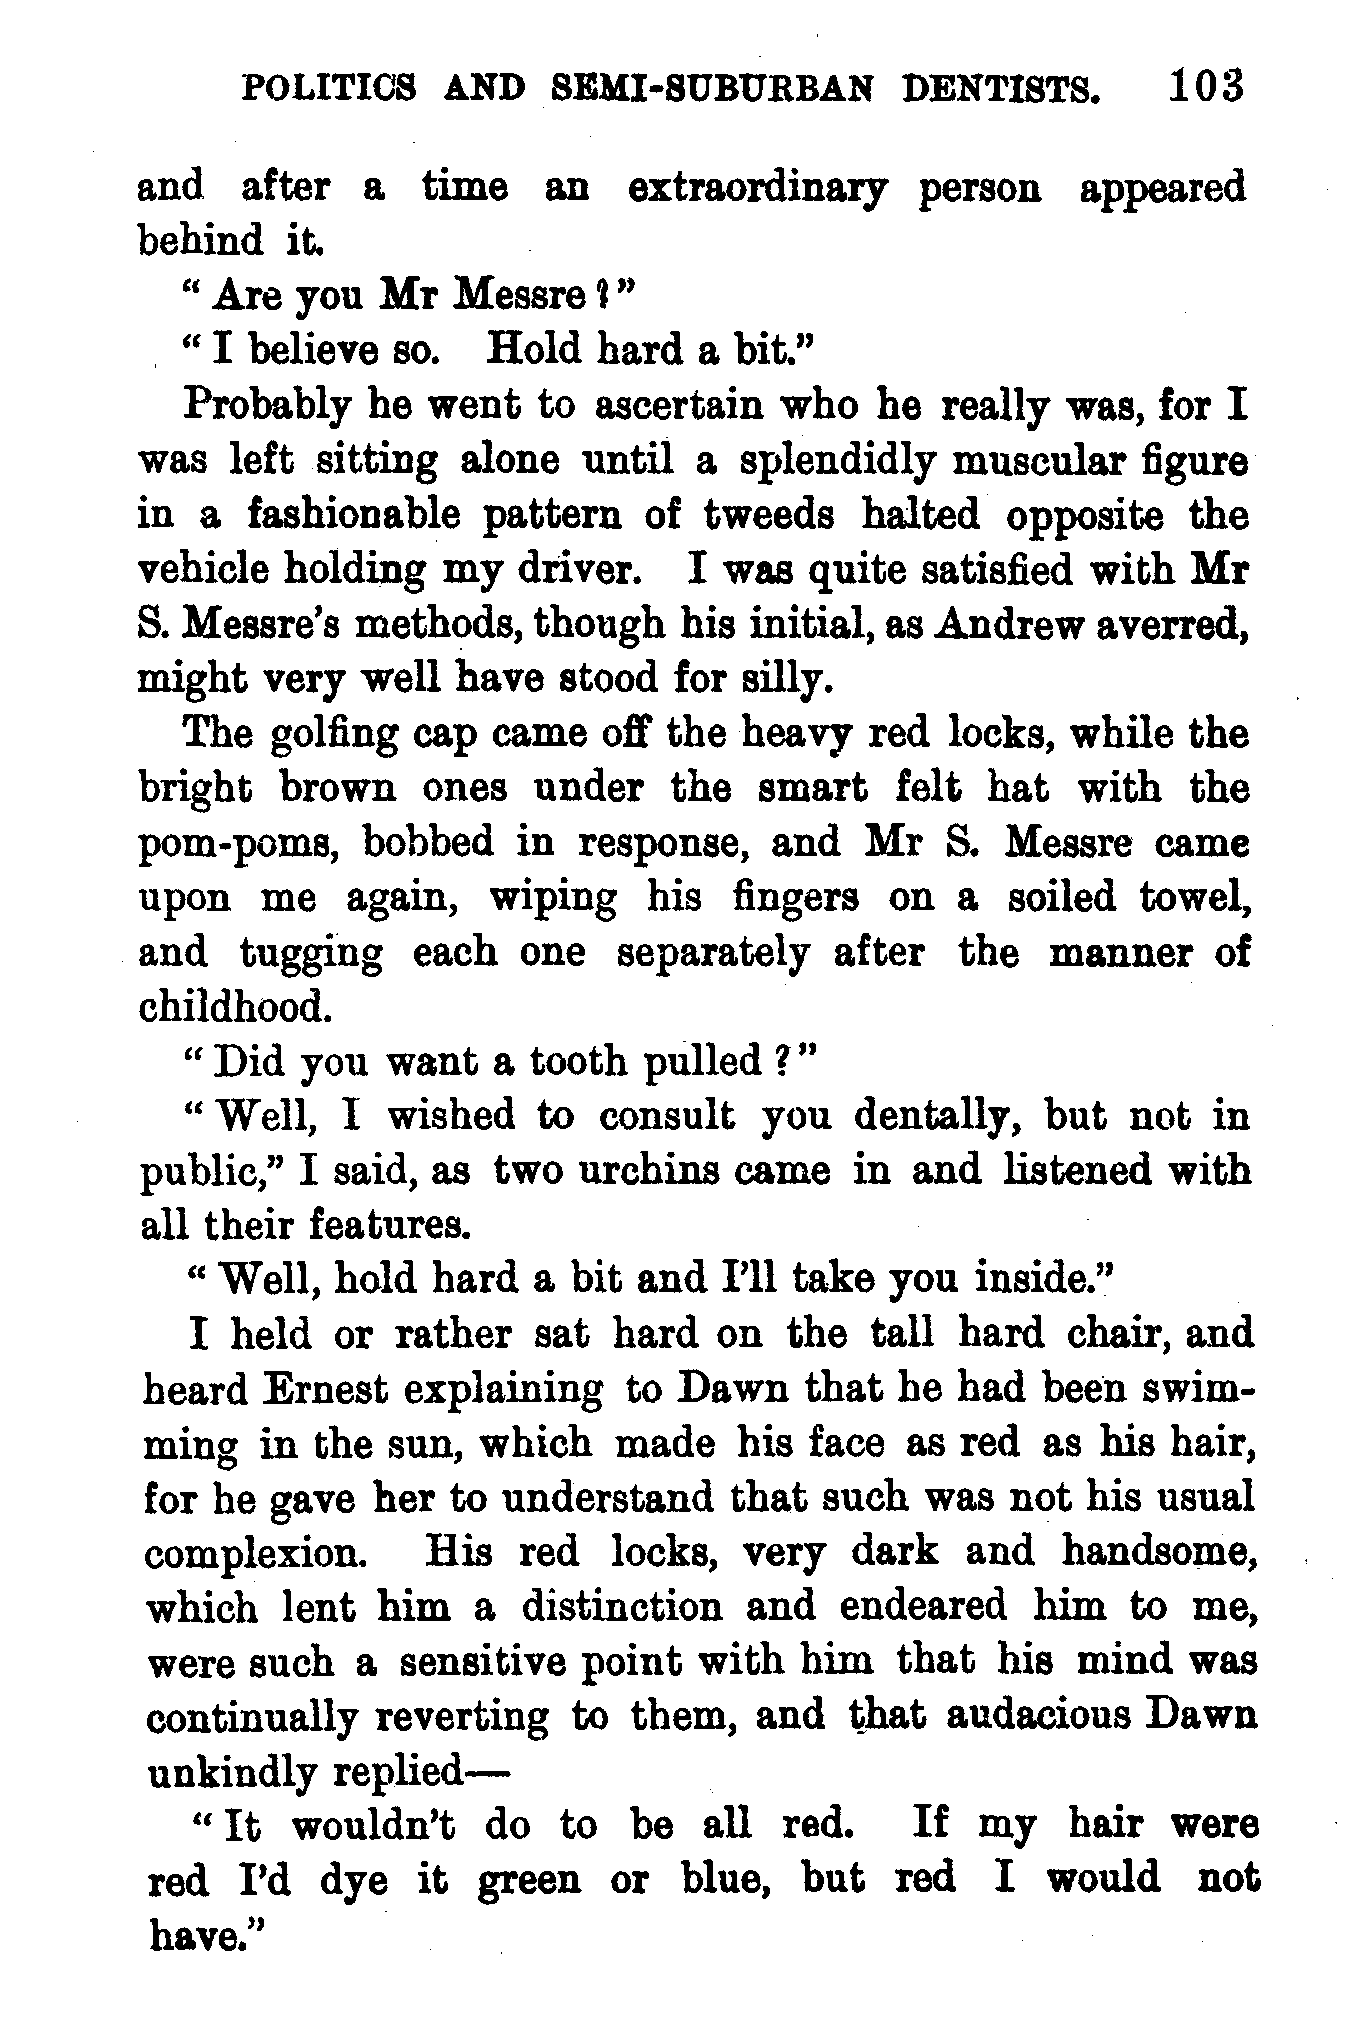 POLITICS AND SEMI-SUBURBAN DENTISTS. 103
and after a time an extraordinary person appeared
behind it.
“Are you Mr Messre?”
“I believe so. Hold hard a bit.”
Probably he went to ascertain who he really was, for I
was left sitting alone until a splendidly muscular figure
in a fashionable pattern of tweeds halted opposite the
vehicle holding my driver. I was quite satisfied with Mr
S. Messre’s methods, though his initial, as Andrew averred,
might very well have stood for silly.
The golfing cap came off the heavy red locks, while the
bright brown ones under the smart felt hat with the
pom-poms, bobbed in response, and Mr S. Messre came
upon me again, wiping his fingers on a soiled towel,
and tugging each one separately after the manner of
childhood.
“Did you want a tooth pulled?”
“Well, I wished to consult you dentally, but not in
public,” I said, as two urchins came in and listened with
all their features.
“Well, hold hard a bit and I’ll take you inside.”
I held or rather sat hard on the tall hard chair, and
heard Ernest explaining to Dawn that he had been swim-
ming in the sun, which made his face as red as his hair,
for he gave her to understand that such was not his usual
complexion. His red locks, very dark and handsome,
which lent him a distinction and endeared him to me,
were such a sensitive point with him that his mind was
continually reverting to them, and that audacious Dawn
unkindly replied—
“It wouldn’t do to be all red. If my hair were
red I’d dye it green or blue, but red I would not
have.”